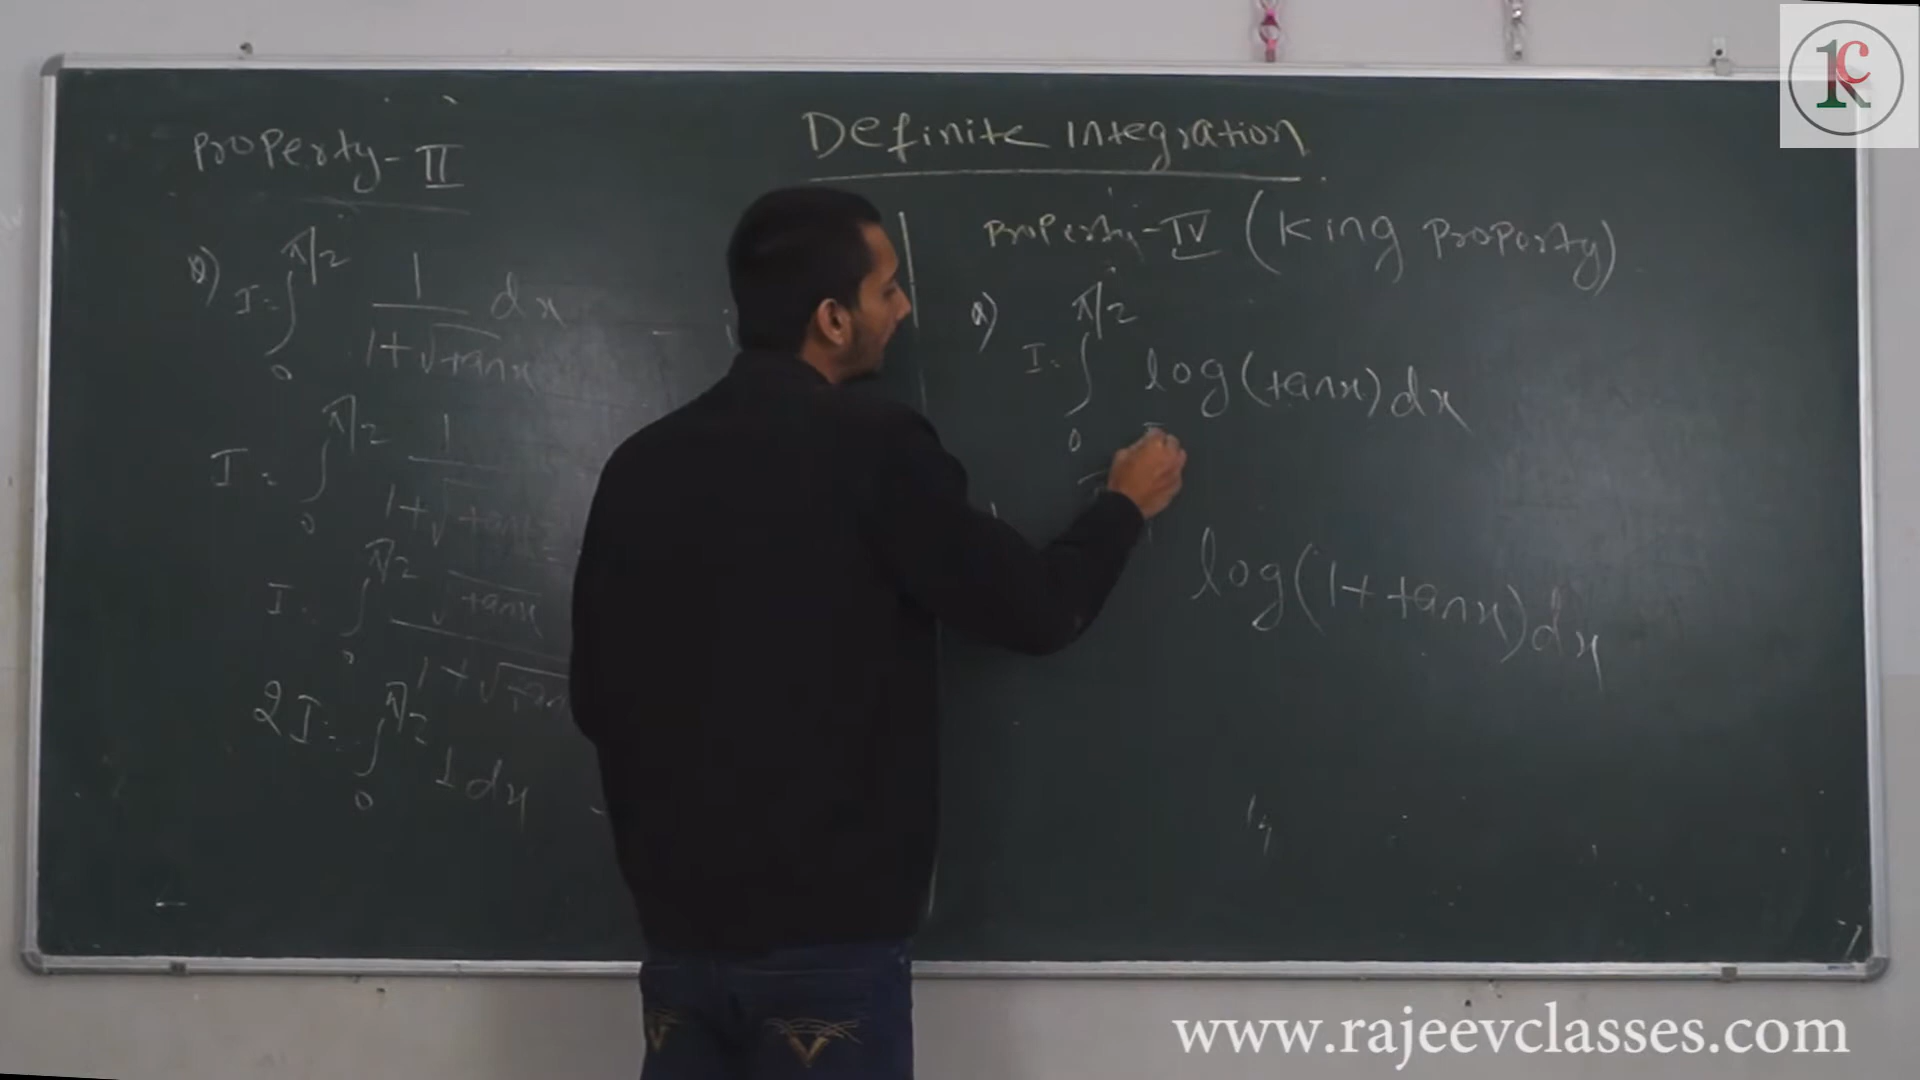 Definite Integration
Property-II
Q) I = ∫₀^π/2 1/(1+√tanx) dx
I = ∫₀^π/2 1/(1+√tan
I = ∫₀^π/2 √tanx/(1+√tan
2I = ∫₀^π/2 1 dx
Property-IV (King Property)
Q) I = ∫₀^π/2 log(tanx) dx
log(1+tanx) dx
www.rajeevclasses.com